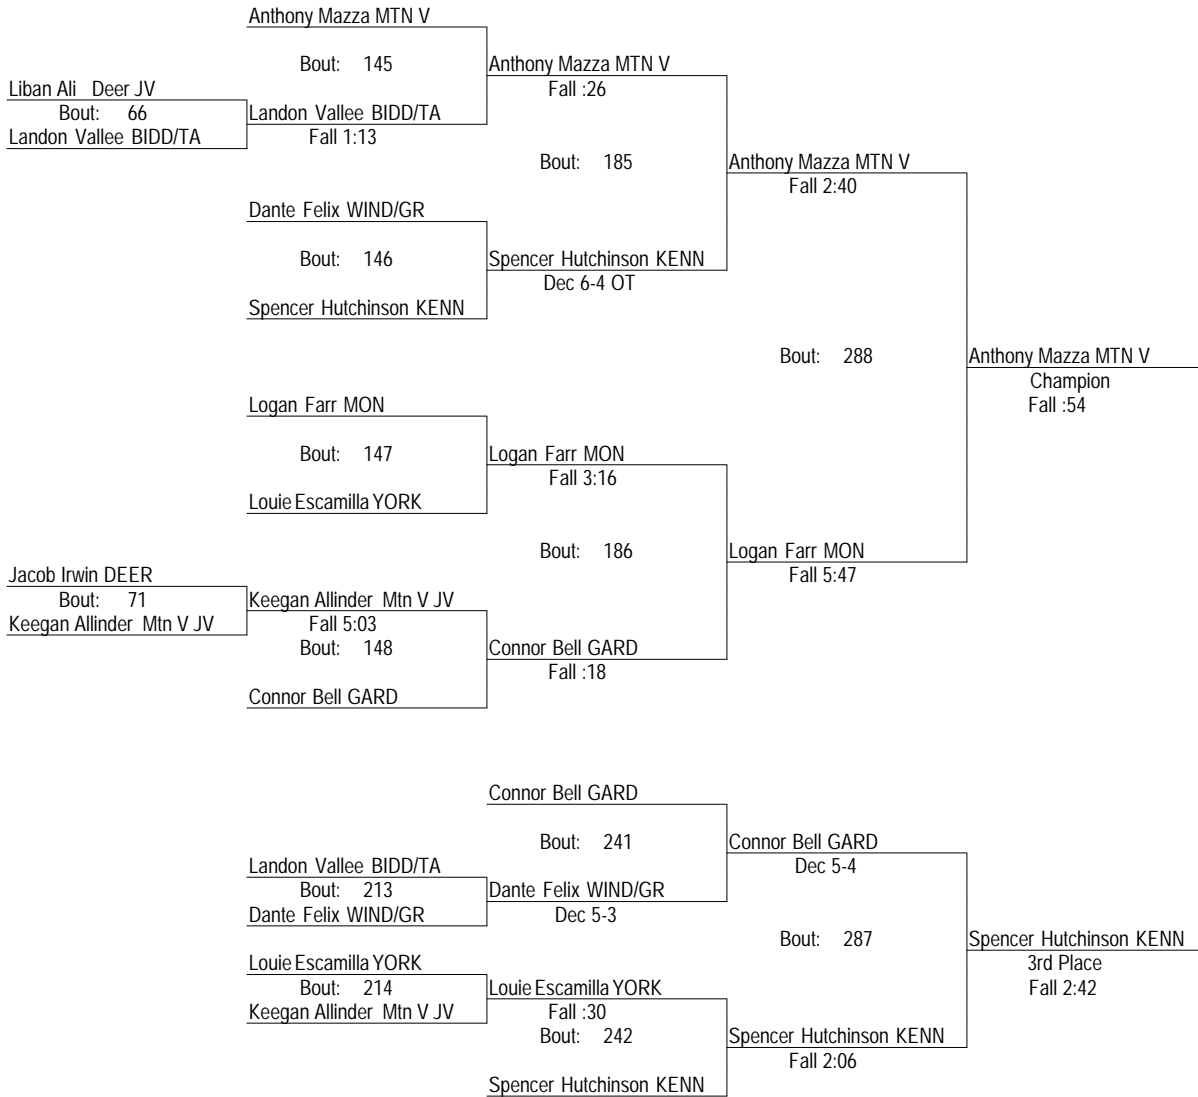 Anthony Mazza MTN V
Bout: 145
Anthony Mazza MTN V
Fall :26
Liban Ali Deer JV
Bout: 66
Landon Vallee BIDD/TA
Landon Vallee BIDD/TA
Fall 1:13
Bout: 185
Anthony Mazza MTN V
Fall 2:40
Dante Felix WIND/GR
Bout: 146
Spencer Hutchinson KENN
Dec 6-4 OT
Spencer Hutchinson KENN
Bout: 288
Anthony Mazza MTN V
Champion
Fall :54
Logan Farr MON
Bout: 147
Logan Farr MON
Fall 3:16
Louie Escamilla YORK
Bout: 186
Logan Farr MON
Fall 5:47
Jacob Irwin DEER
Bout: 71
Keegan Allinder Mtn V JV
Keegan Allinder Mtn V JV
Fall 5:03
Bout: 148
Connor Bell GARD
Fall :18
Connor Bell GARD
Connor Bell GARD
Bout: 241
Connor Bell GARD
Dec 5-4
Landon Vallee BIDD/TA
Bout: 213
Dante Felix WIND/GR
Dante Felix WIND/GR
Dec 5-3
Bout: 287
Spencer Hutchinson KENN
3rd Place
Fall 2:42
Louie Escamilla YORK
Bout: 214
Keegan Allinder Mtn V JV
Louie Escamilla YORK
Fall :30
Bout: 242
Spencer Hutchinson KENN
Fall 2:06
Spencer Hutchinson KENN